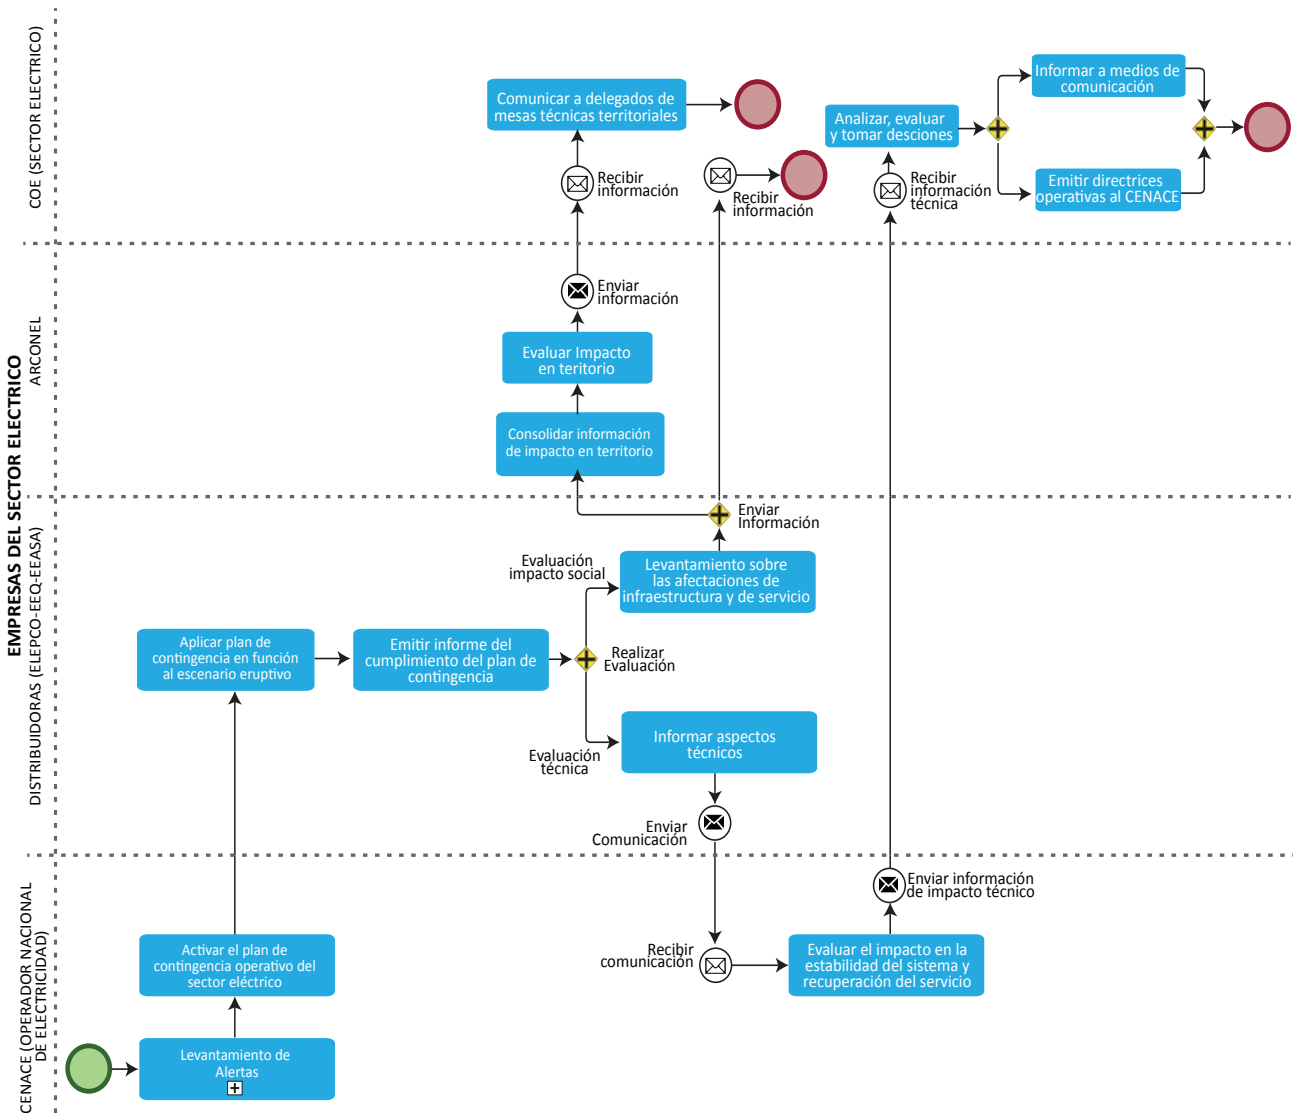 EMPRESAS DEL SECTOR ELECTRICO
COE (SECTOR ELECTRICO)
Comunicar a delegados de
mesas técnicas territoriales
Recibir
información
Recibir
información
Analizar, evaluar
y tomar desciones
Recibir
información
técnica
Informar a medios de
comunicación
Emitir directrices
operativas al CENACE
ARCONEL
Enviar
información
Evaluar Impacto
en teritorio
Consolidar información
de impacto en territorio
DISTRIBUIDORAS (ELEPCO-EEQ-EEASA)
Enviar
Información
Evaluación
impacto social
Levantamiento sobre
las afectaciones de
infraestructura y de servicio
Aplicar plan de
contingencia en función
al escenario eruptivo
Emitir informe del
cumplimiento del plan de
contingencia
Realizar
Evaluación
Evaluación
técnica
Informar aspectos
técnicos
Enviar
Comunicación
CENACE (OPERADOR NACIONAL
DE ELECTRICIDAD)
Enviar información
de impacto técnico
Activar el plan de
contingencia operativo del
sector eléctrico
Recibir
comunicación
Evaluar el impacto en la
estabilidad del sistema y
recuperación del servicio
Levantamiento de
Alertas